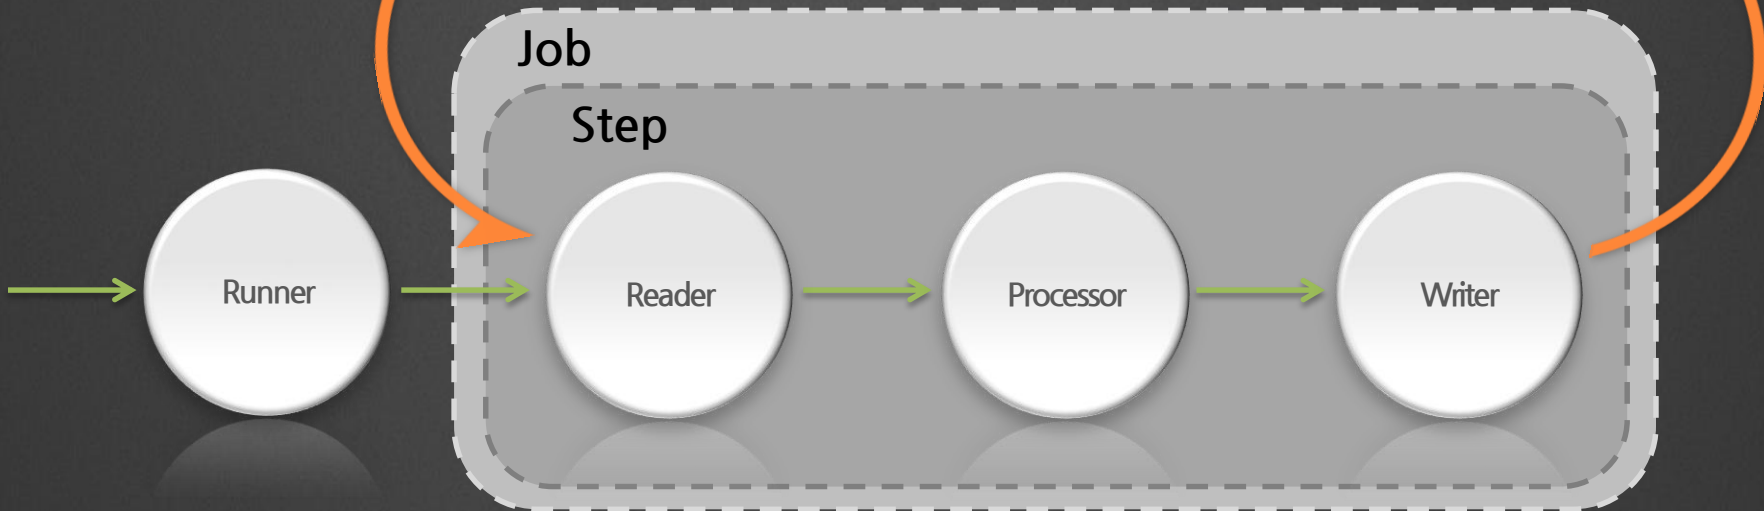 Job
Step
Runner
Reader
Processor
Writer